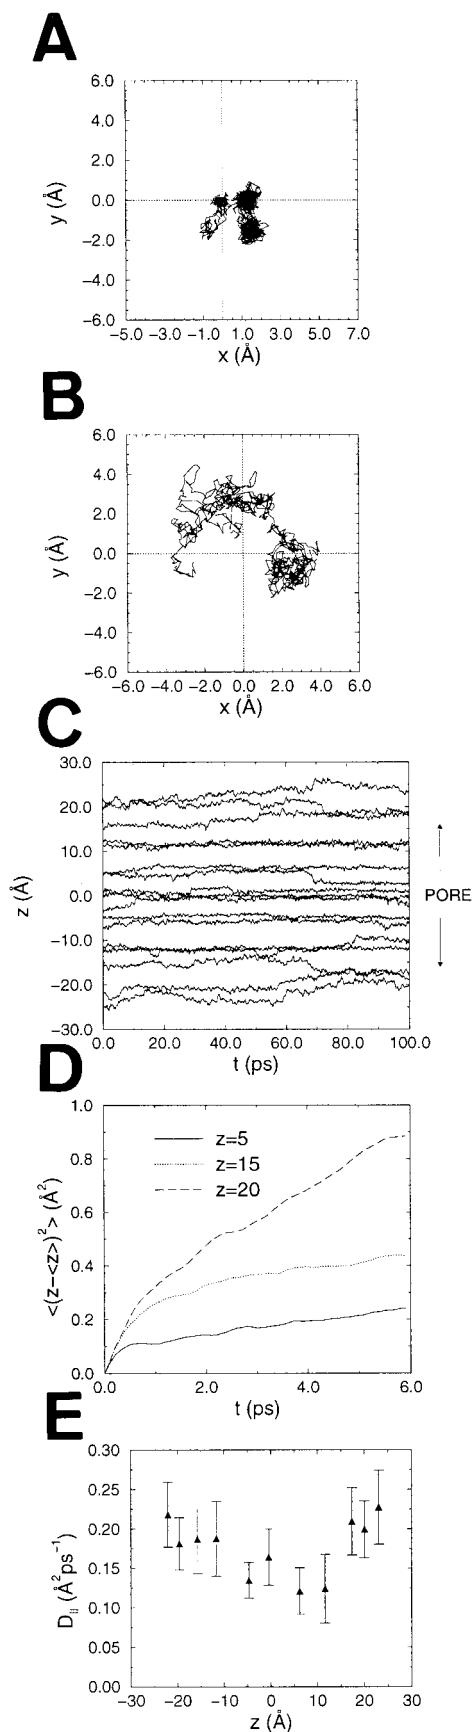 A
6.0
4.0
2.0
0.0
−2.0
−4.0
−6.0
y (Å)
−5.0 −3.0 −1.0 1.0 3.0 5.0 7.0
x (Å)
B
6.0
4.0
2.0
0.0
−2.0
−4.0
−6.0
y (Å)
−6.0 −4.0 −2.0 0.0 2.0 4.0 6.0
x (Å)
C
30.0
20.0
10.0
0.0
−10.0
−20.0
−30.0
z (Å)
PORE
0.0 20.0 40.0 60.0 80.0 100.0
t (ps)
D
1.0
0.8
0.6
0.4
0.2
0.0
<(z−<z>)²> (Å²)
z=5
z=15
z=20
0.0 2.0 4.0 6.0
t (ps)
E
0.30
0.25
0.20
0.15
0.10
0.05
0.00
D∥ (Å²ps⁻¹)
−30 −20 −10 0 10 20 30
z (Å)